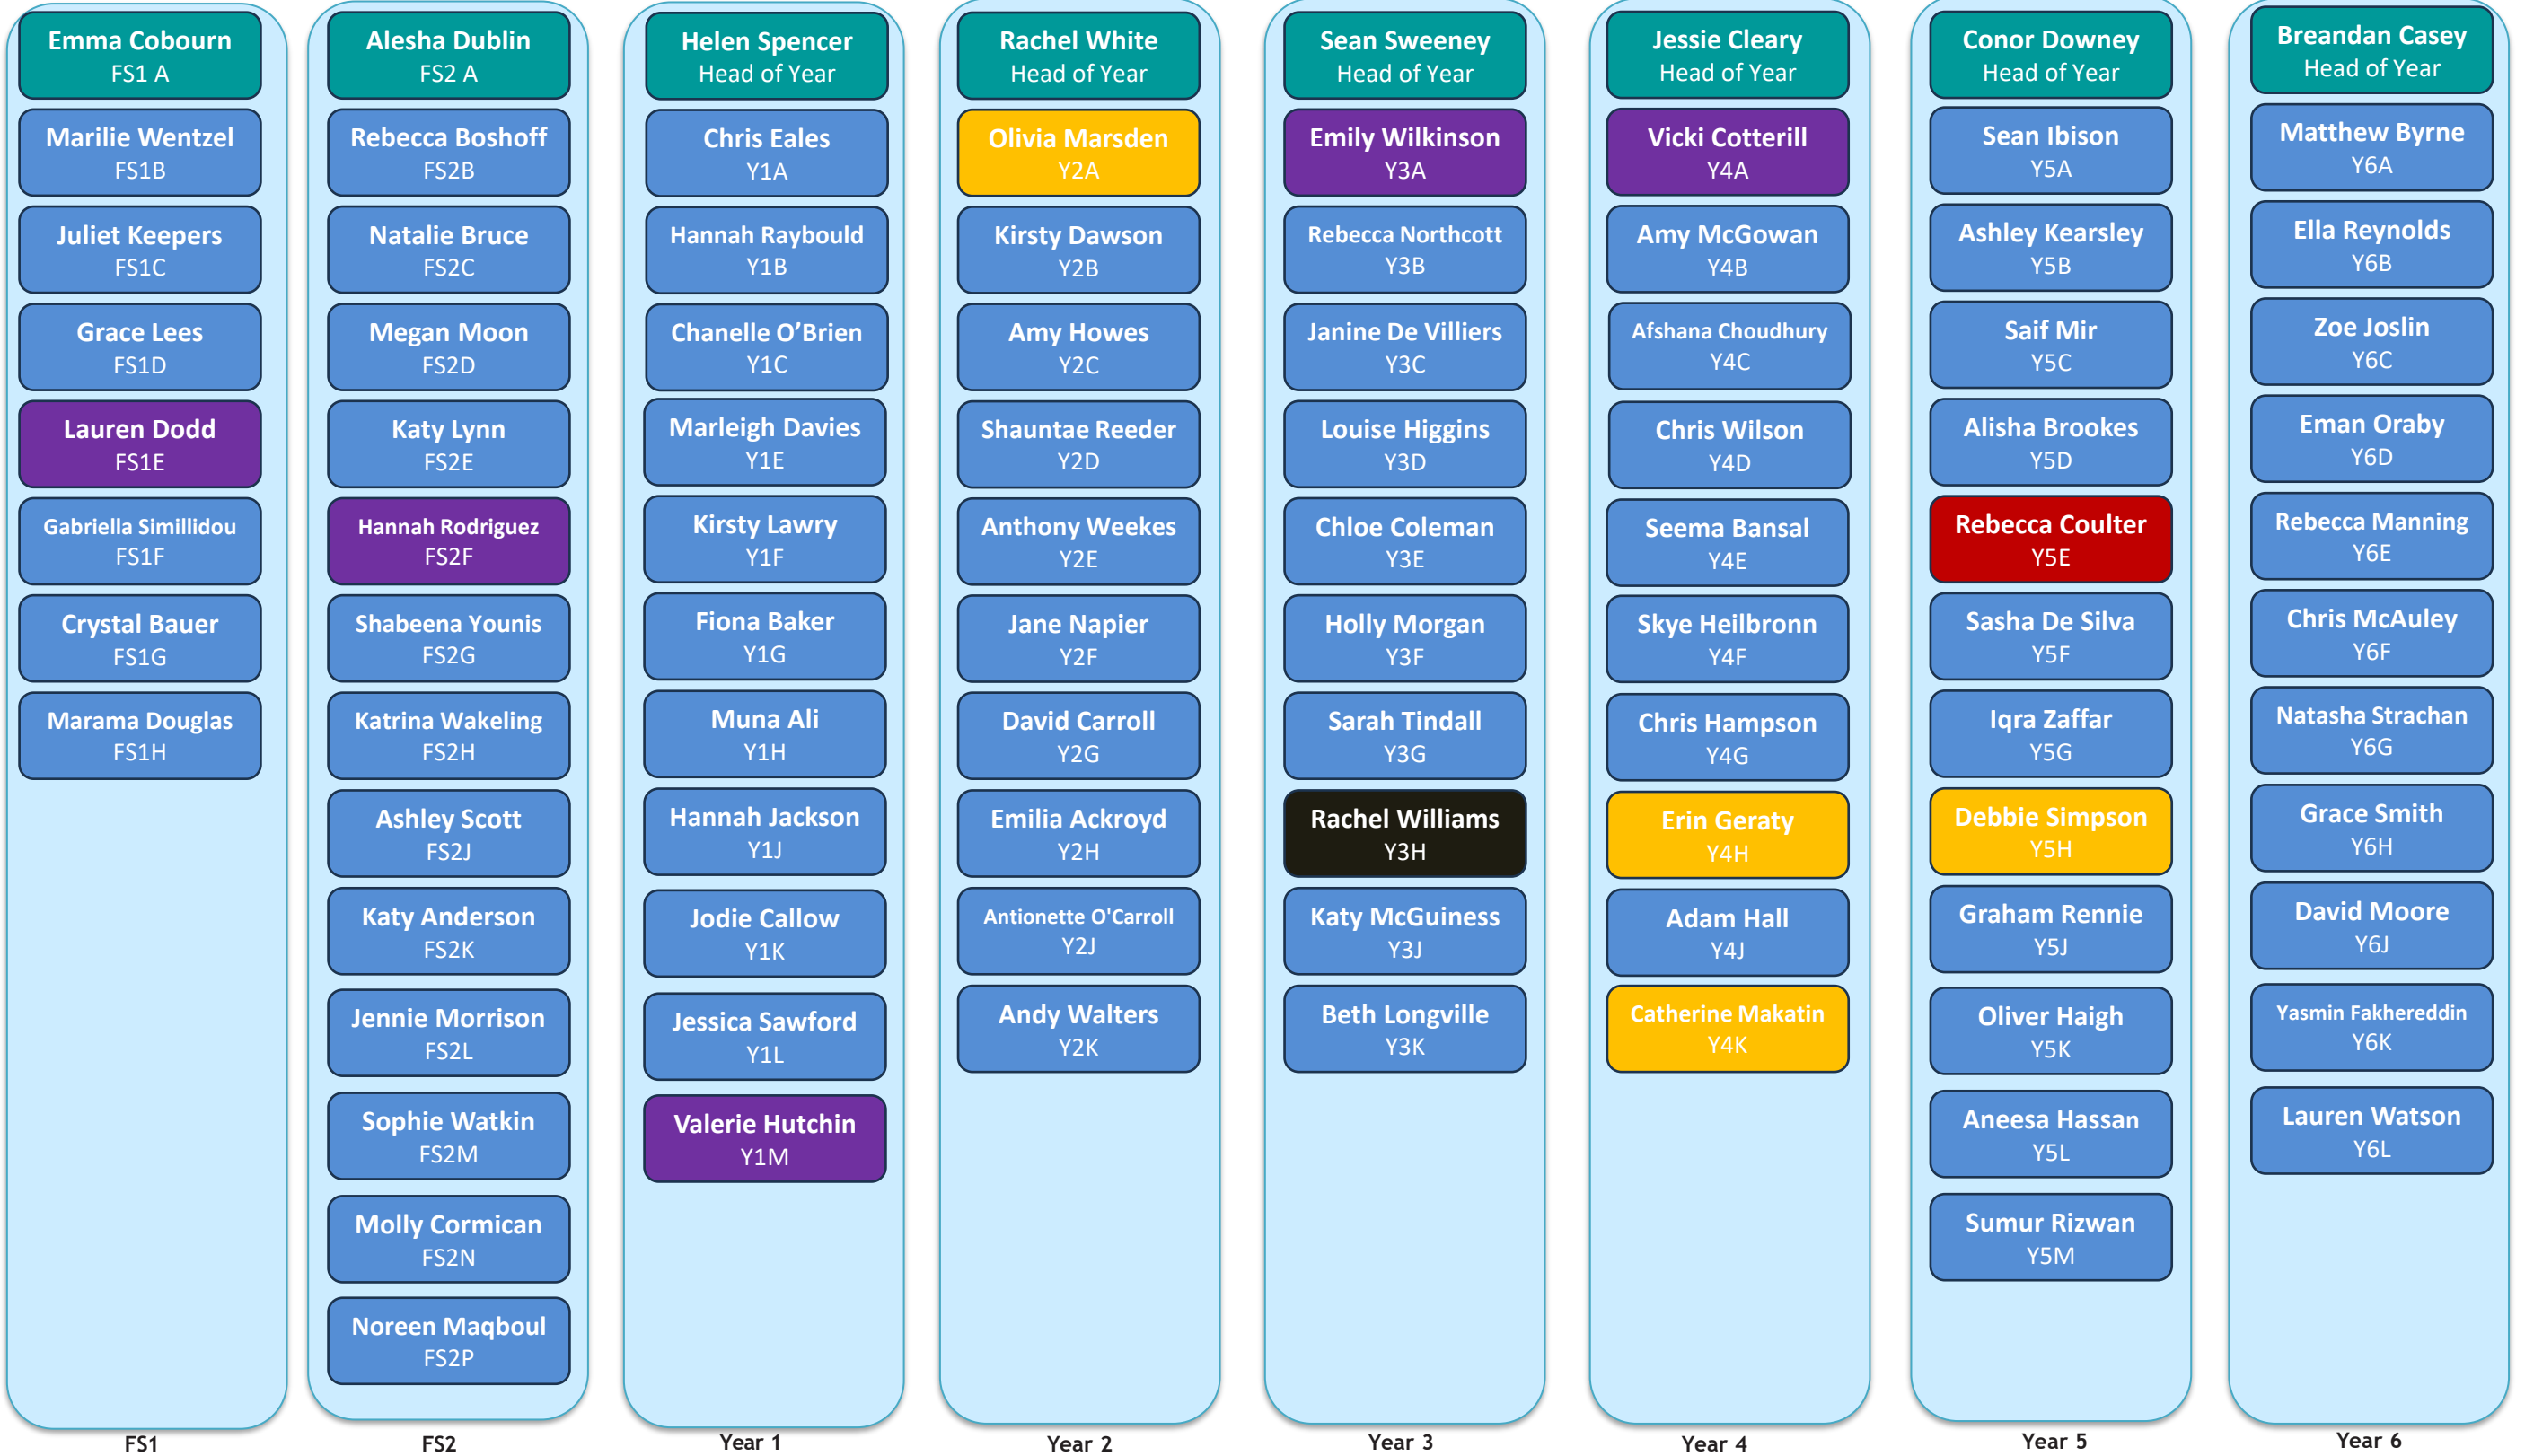 Emma Cobourn
FS1 A
Marilie Wentzel
FS1B
Juliet Keepers
FS1C
Grace Lees
FS1D
Lauren Dodd
FS1E
Gabriella Simillidou
FS1F
Crystal Bauer
FS1G
Marama Douglas
FS1H
FS1
Alesha Dublin
FS2 A
Rebecca Boshoff
FS2B
Natalie Bruce
FS2C
Megan Moon
FS2D
Katy Lynn
FS2E
Hannah Rodriguez
FS2F
Shabeena Younis
FS2G
Katrina Wakeling
FS2H
Ashley Scott
FS2J
Katy Anderson
FS2K
Jennie Morrison
FS2L
Sophie Watkin
FS2M
Molly Cormican
FS2N
Noreen Maqboul
FS2P
FS2
Helen Spencer
Head of Year
Chris Eales
Y1A
Hannah Raybould
Y1B
Chanelle O’Brien
Y1C
Marleigh Davies
Y1E
Kirsty Lawry
Y1F
Fiona Baker
Y1G
Muna Ali
Y1H
Hannah Jackson
Y1J
Jodie Callow
Y1K
Jessica Sawford
Y1L
Valerie Hutchin
Y1M
Year 1
Rachel White
Head of Year
Olivia Marsden
Y2A
Kirsty Dawson
Y2B
Amy Howes
Y2C
Shauntae Reeder
Y2D
Anthony Weekes
Y2E
Jane Napier
Y2F
David Carroll
Y2G
Emilia Ackroyd
Y2H
Antionette O'Carroll
Y2J
Andy Walters
Y2K
Year 2
Sean Sweeney
Head of Year
Emily Wilkinson
Y3A
Rebecca Northcott
Y3B
Janine De Villiers
Y3C
Louise Higgins
Y3D
Chloe Coleman
Y3E
Holly Morgan
Y3F
Sarah Tindall
Y3G
Rachel Williams
Y3H
Katy McGuiness
Y3J
Beth Longville
Y3K
Year 3
Jessie Cleary
Head of Year
Vicki Cotterill
Y4A
Amy McGowan
Y4B
Afshana Choudhury
Y4C
Chris Wilson
Y4D
Seema Bansal
Y4E
Skye Heilbronn
Y4F
Chris Hampson
Y4G
Erin Geraty
Y4H
Adam Hall
Y4J
Catherine Makatin
Y4K
Year 4
Conor Downey
Head of Year
Sean Ibison
Y5A
Ashley Kearsley
Y5B
Saif Mir
Y5C
Alisha Brookes
Y5D
Rebecca Coulter
Y5E
Sasha De Silva
Y5F
Iqra Zaffar
Y5G
Debbie Simpson
Y5H
Graham Rennie
Y5J
Oliver Haigh
Y5K
Aneesa Hassan
Y5L
Sumur Rizwan
Y5M
Year 5
Breandan Casey
Head of Year
Matthew Byrne
Y6A
Ella Reynolds
Y6B
Zoe Joslin
Y6C
Eman Oraby
Y6D
Rebecca Manning
Y6E
Chris McAuley
Y6F
Natasha Strachan
Y6G
Grace Smith
Y6H
David Moore
Y6J
Yasmin Fakhereddin
Y6K
Lauren Watson
Y6L
Year 6